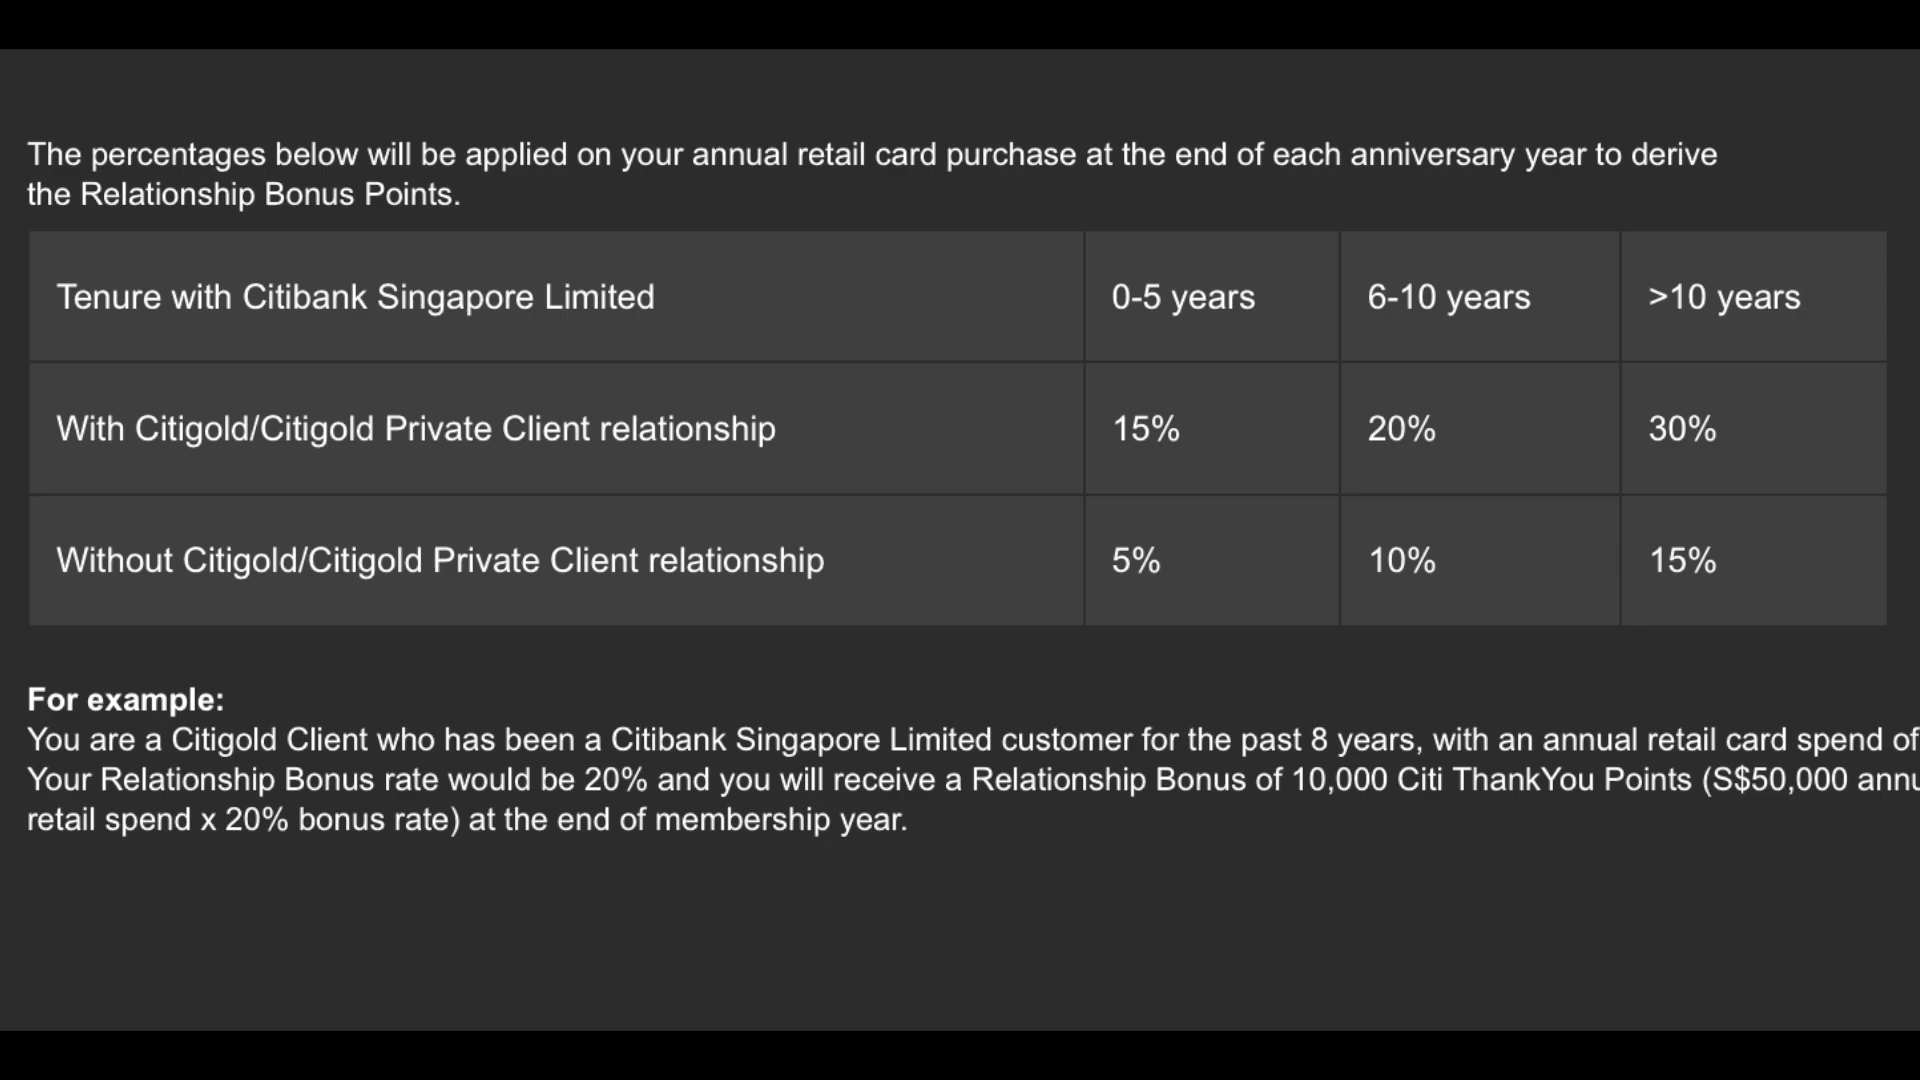 The percentages below will be applied on your annual retail card purchase at the end of each anniversary year to derive
the Relationship Bonus Points.
Tenure with Citibank Singapore Limited 0-5 years 6-10 years >10 years
With Citigold/Citigold Private Client relationship 15% 20% 30%
Without Citigold/Citigold Private Client relationship 5% 10% 15%
For example:
You are a Citigold Client who has been a Citibank Singapore Limited customer for the past 8 years, with an annual retail card spend of
Your Relationship Bonus rate would be 20% and you will receive a Relationship Bonus of 10,000 Citi ThankYou Points (S$50,000
retail spend x 20% bonus rate) at the end of membership year.